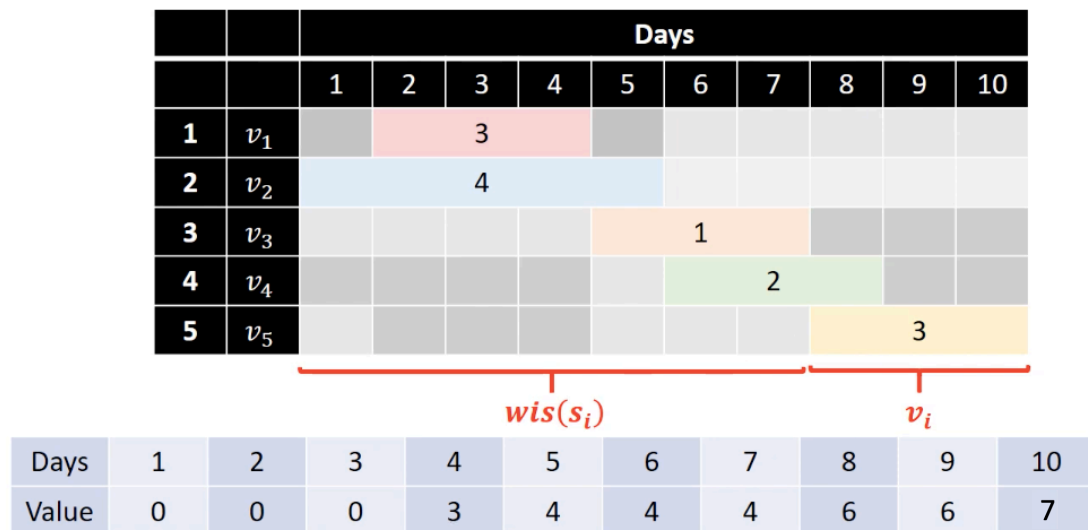 Days
1 2 3 4 5 6 7 8 9 10
1 v₁ 3
2 v₂ 4
3 v₃ 1
4 v₄ 2
5 v₅ 3
wis(sᵢ) vᵢ
Days 1 2 3 4 5 6 7 8 9 10
Value 0 0 0 3 4 4 4 6 6 7